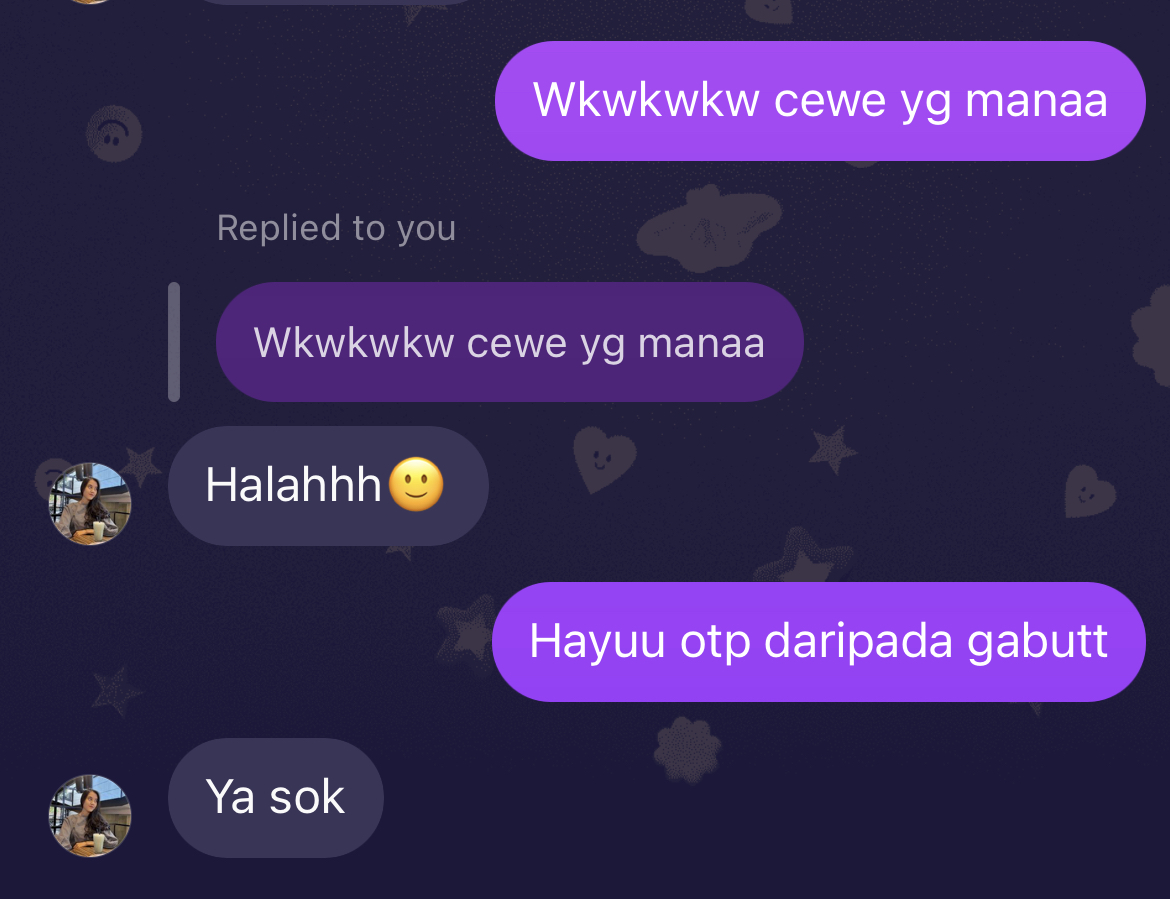 Wkwkwkw cewe yg manaa
Replied to you
Wkwkwkw cewe yg manaa
Halahhh🙂
Hayuu otp daripada gabutt
Ya sok